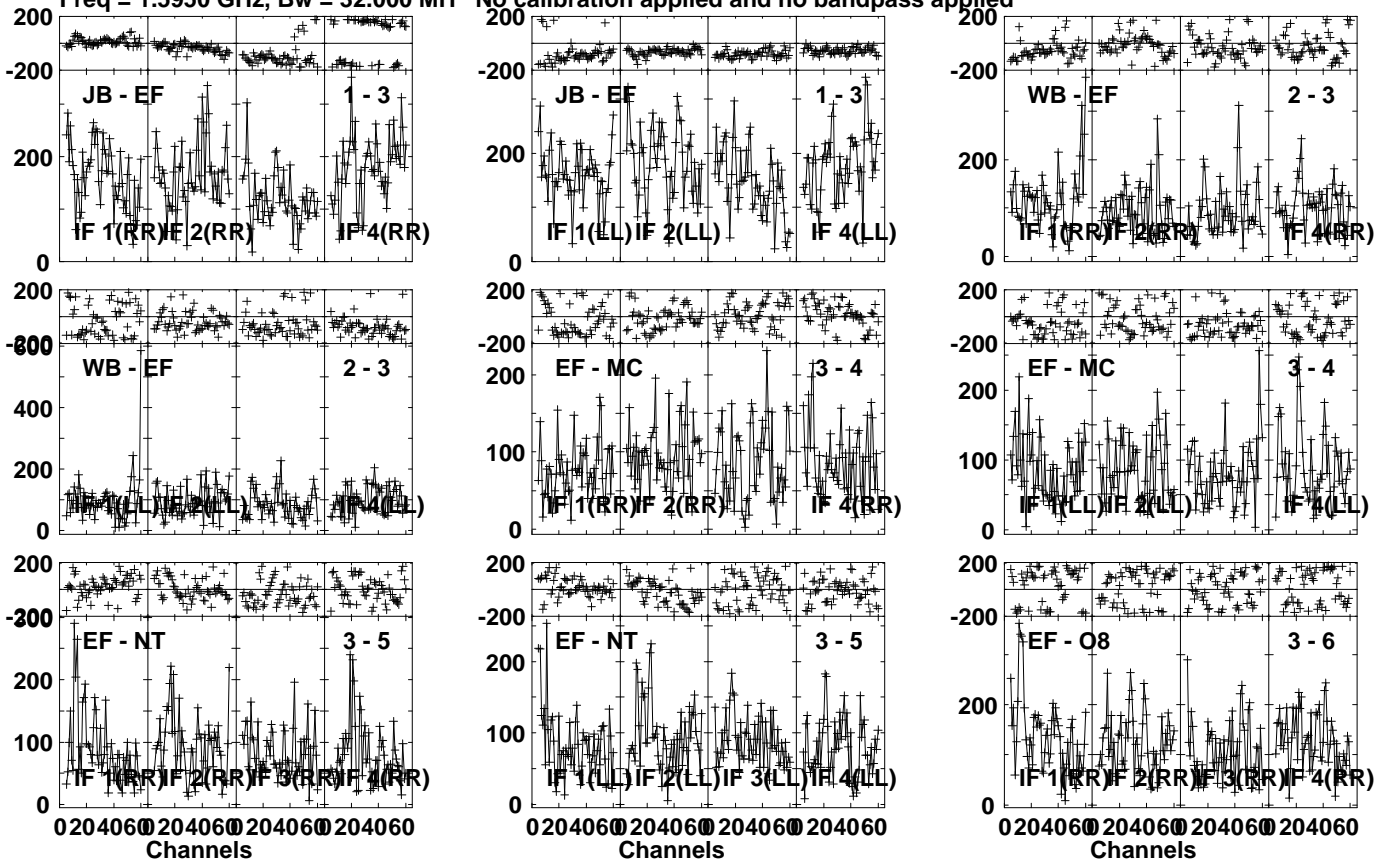 Freq = 1.5950 GHz, Bw = 32.000 MH No calibration applied and no bandpass applied
200
-200
JB - EF 1 - 3
200
IF 1(RR) IF 2(RR) IF 4(RR)
0
200
-200
JB - EF 1 - 3
200
IF 1(LL) IF 2(LL) IF 4(LL)
0
200
-200
WB - EF 2 - 3
200
IF 1(RR) IF 2(RR) IF 4(RR)
0
200
-200
600
WB - EF 2 - 3
400
200
IF 1(LL) IF 2(LL) IF 4(LL)
0
200
-200
EF - MC 3 - 4
100
IF 1(RR) IF 2(RR) IF 4(RR)
0
200
-200
EF - MC 3 - 4
200
100
IF 1(LL) IF 2(LL) IF 4(LL)
0
200
-200
300
EF - NT 3 - 5
200
100
IF 1(RR) IF 2(RR) IF 3(RR) IF 4(RR)
0
0 20 40 60 0 20 40 60 0 20 40 60 0 20 40 60
Channels
200
-200
EF - NT 3 - 5
200
100
IF 1(LL) IF 2(LL) IF 3(LL) IF 4(LL)
0
0 20 40 60 0 20 40 60 0 20 40 60 0 20 40 60
Channels
200
-200
EF - O8 3 - 6
200
IF 1(RR) IF 2(RR) IF 3(RR) IF 4(RR)
0
0 20 40 60 0 20 40 60 0 20 40 60 0 20 40 60
Channels